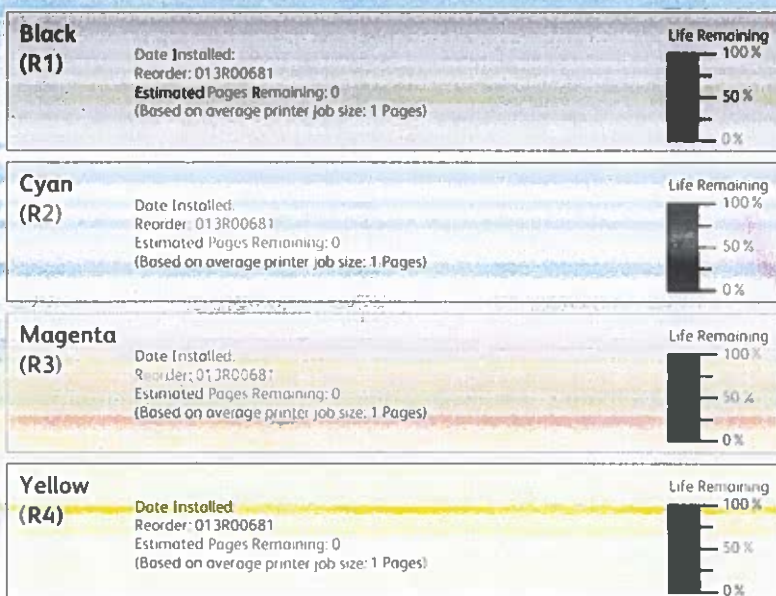 Black
(R1)
Date Installed:
Reorder: 013R00681
Estimated Pages Remaining: 0
(Based on average printer job size: 1 Pages)
Life Remaining
100%
50%
0%
Cyan
(R2)
Date Installed:
Reorder: 013R00681
Estimated Pages Remaining: 0
(Based on average printer job size: 1 Pages)
Life Remaining
100%
50%
0%
Magenta
(R3)
Date Installed:
Reorder: 013R00681
Estimated Pages Remaining: 0
(Based on average printer job size: 1 Pages)
Life Remaining
100%
50%
0%
Yellow
(R4)
Date Installed
Reorder: 013R00681
Estimated Pages Remaining: 0
(Based on average printer job size: 1 Pages)
Life Remaining
100%
50%
0%